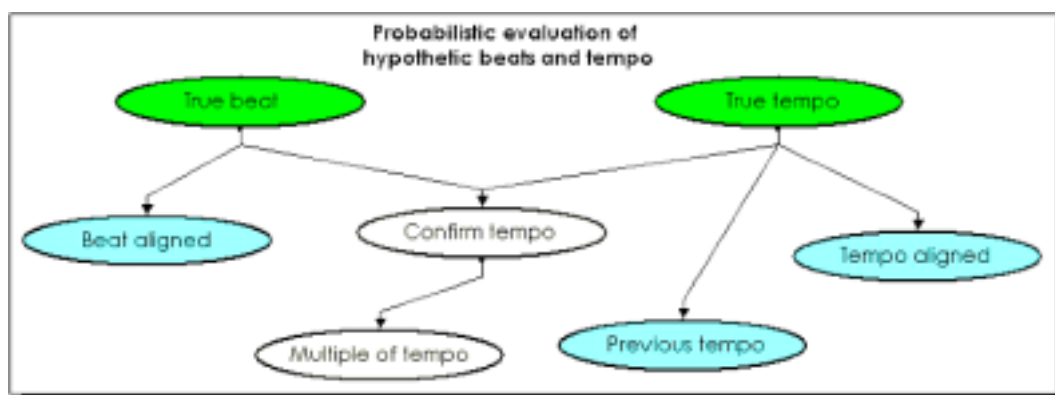 Probabilistic evaluation of
hypothetic beats and tempo
True beat
True tempo
Beat aligned
Confirm tempo
Tempo aligned
Multiple of tempo
Previous tempo